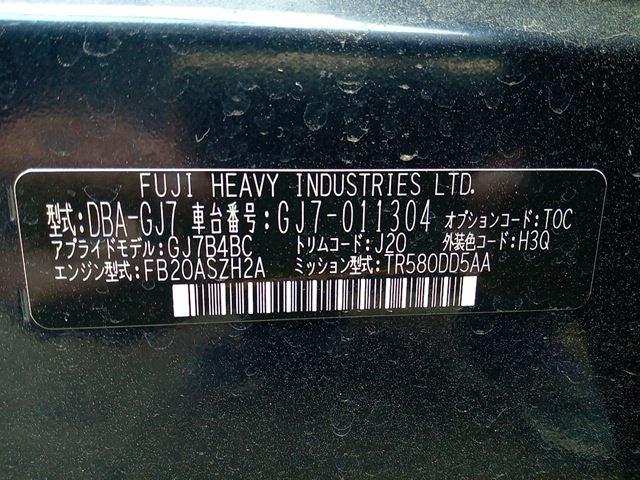 FUJI HEAVY INDUSTRIES LTD.
型式:DBA-GJ7 車台番号:GJ7-011304 オプションコード:TOC
アプライドモデル:GJ7B4BC トリムコード:J20 外装色コード:H3Q
エンジン型式:FB20ASZH2A ミッション型式:TR580DD5AA